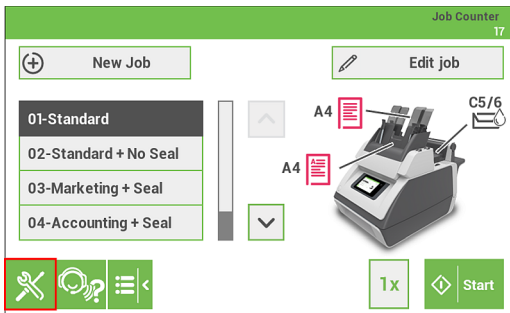 Job Counter
17
New Job
Edit job
01-Standard
02-Standard + No Seal
03-Marketing + Seal
04-Accounting + Seal
A4
C5/6
A4
1x
Start